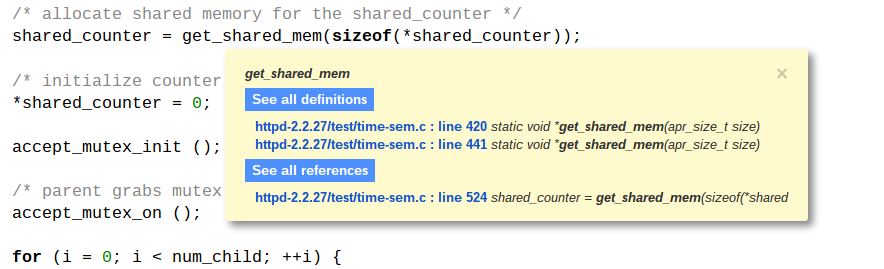 /* allocate shared memory for the shared_counter */
shared_counter = get_shared_mem(sizeof(*shared_counter));
get_shared_mem ×
/* initialize counter
See all definitions
*shared_counter = 0;
httpd-2.2.27/test/time-sem.c : line 420 static void *get_shared_mem(apr_size_t size)
httpd-2.2.27/test/time-sem.c : line 441 static void *get_shared_mem(apr_size_t size)
accept_mutex_init ();
See all references
/* parent grabs mutex
httpd-2.2.27/test/time-sem.c : line 524 shared_counter = get_shared_mem(sizeof(*shared
accept_mutex_on ();
for (i = 0; i < num_child; ++i) {